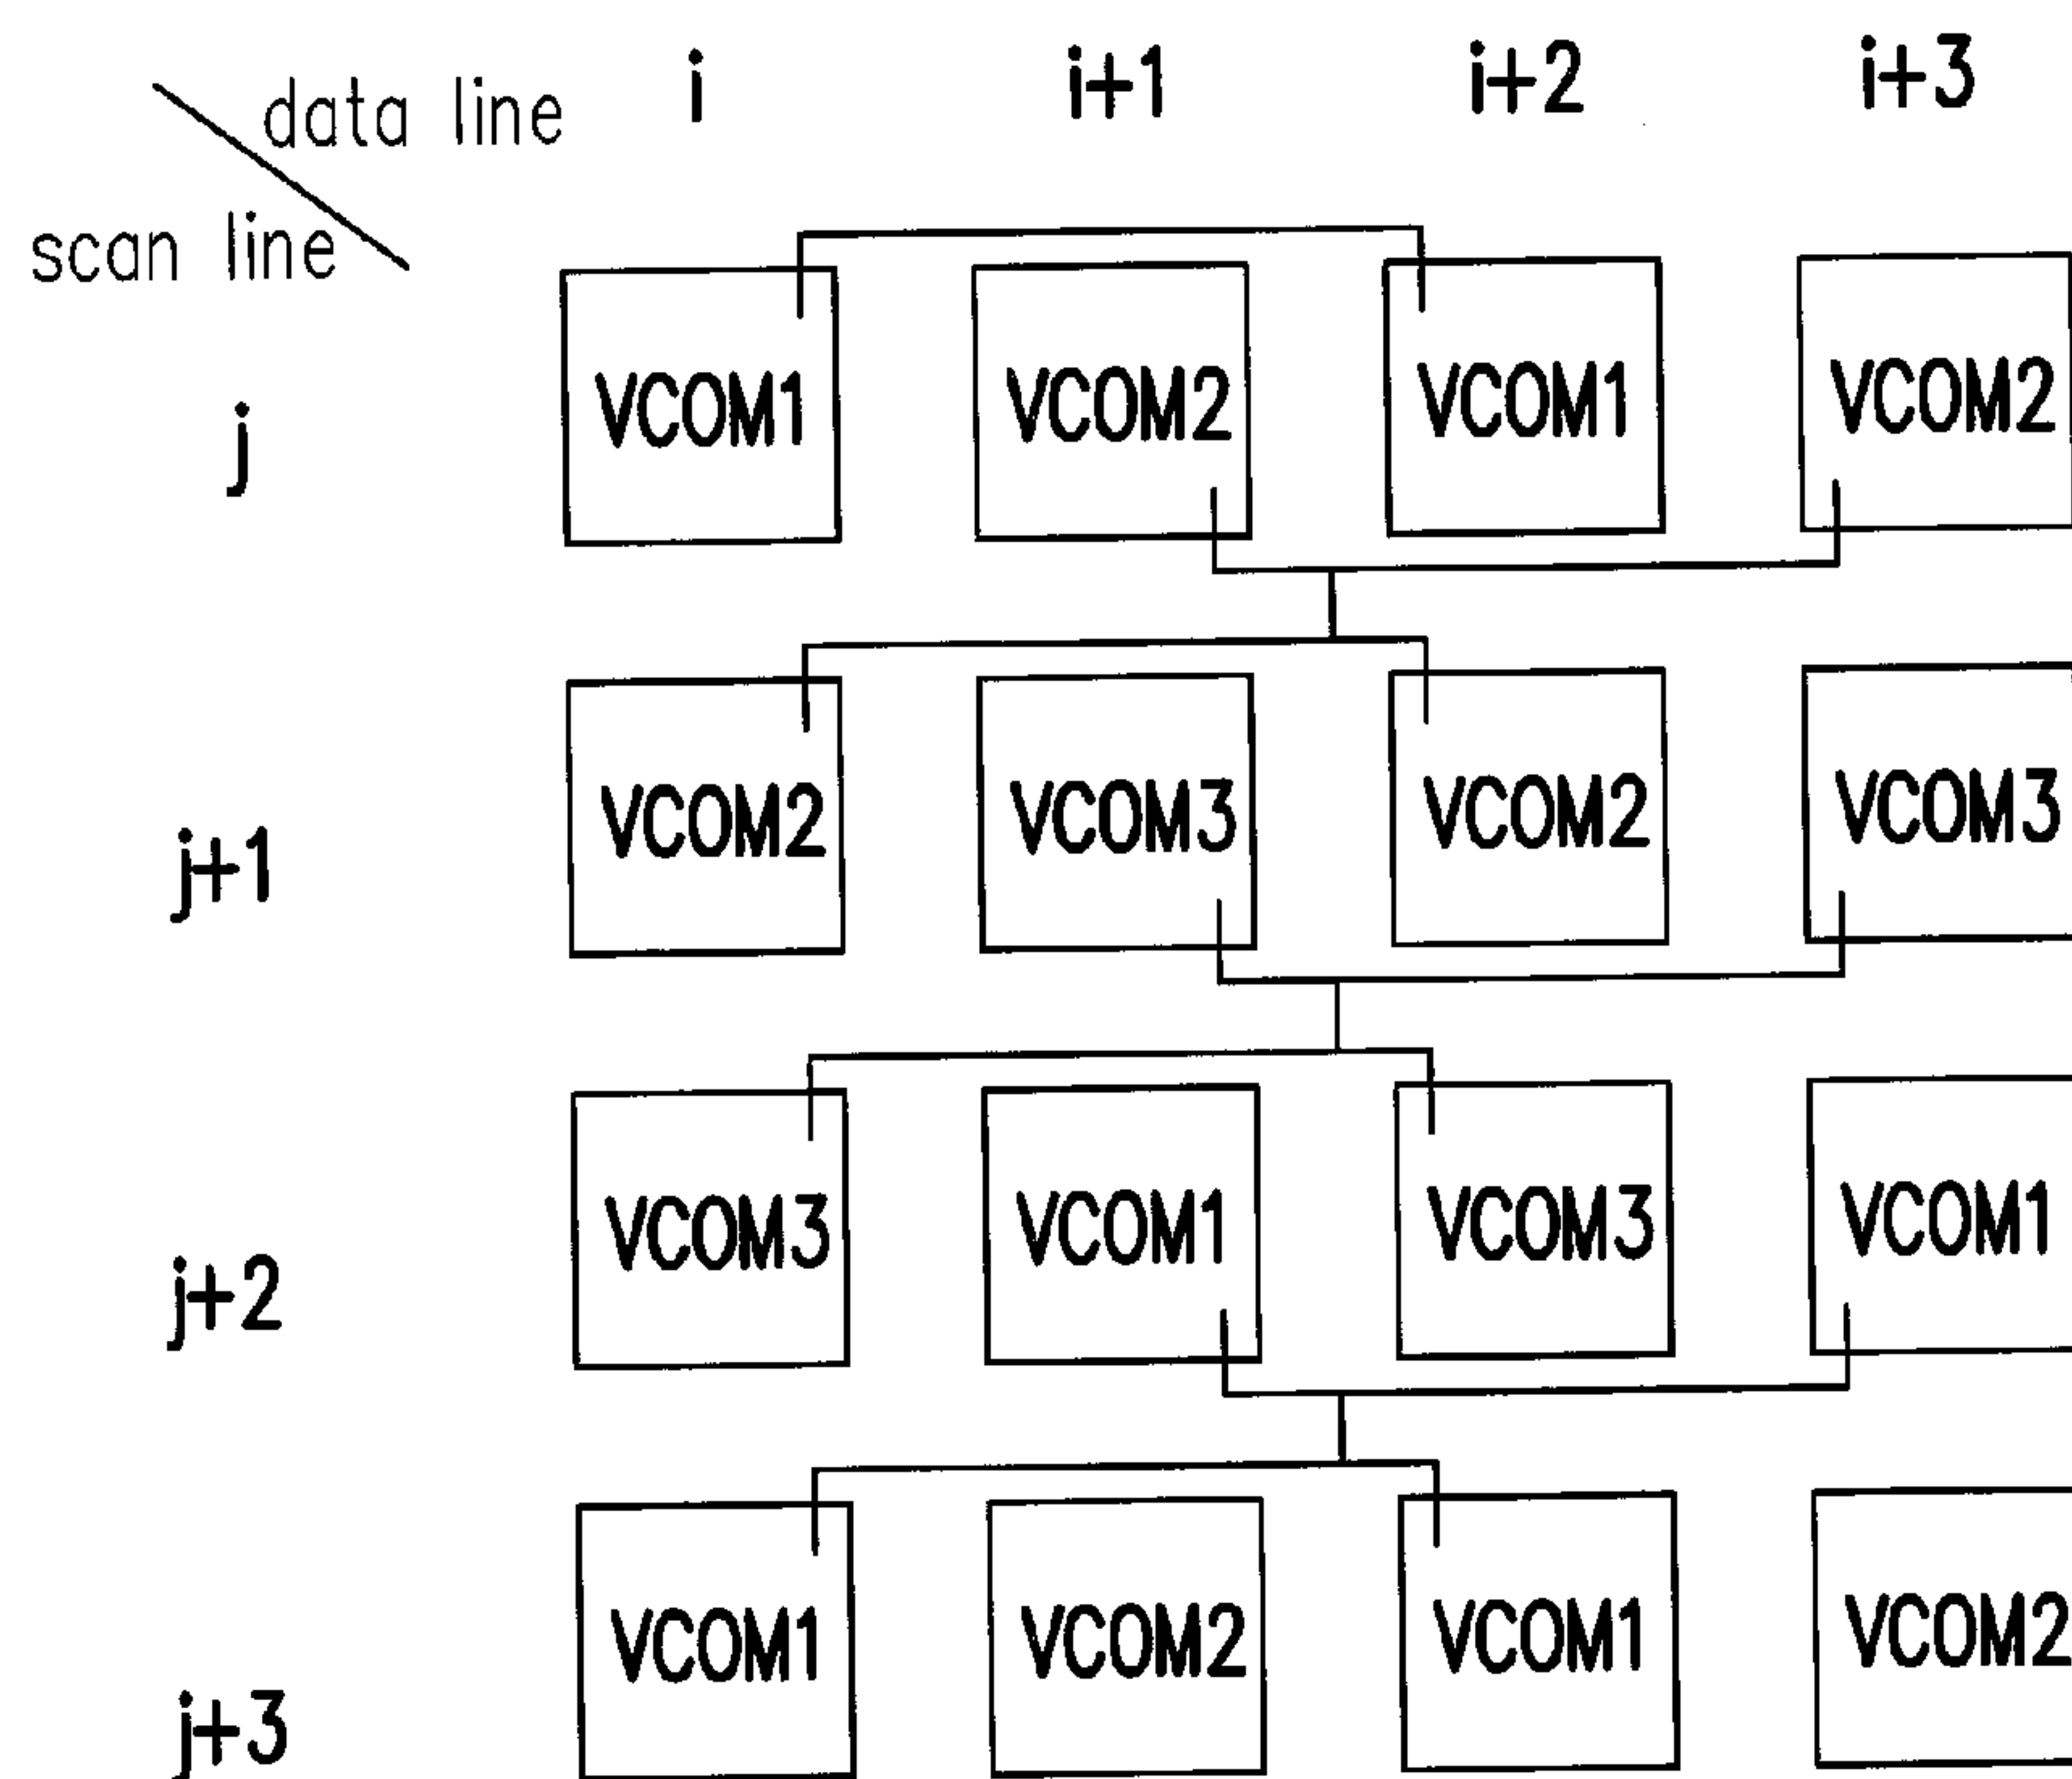 data line i i+1 i+2 i+3
scan line
j VCOM1 VCOM2 VCOM1 VCOM2
j+1 VCOM2 VCOM3 VCOM2 VCOM3
j+2 VCOM3 VCOM1 VCOM3 VCOM1
j+3 VCOM1 VCOM2 VCOM1 VCOM2